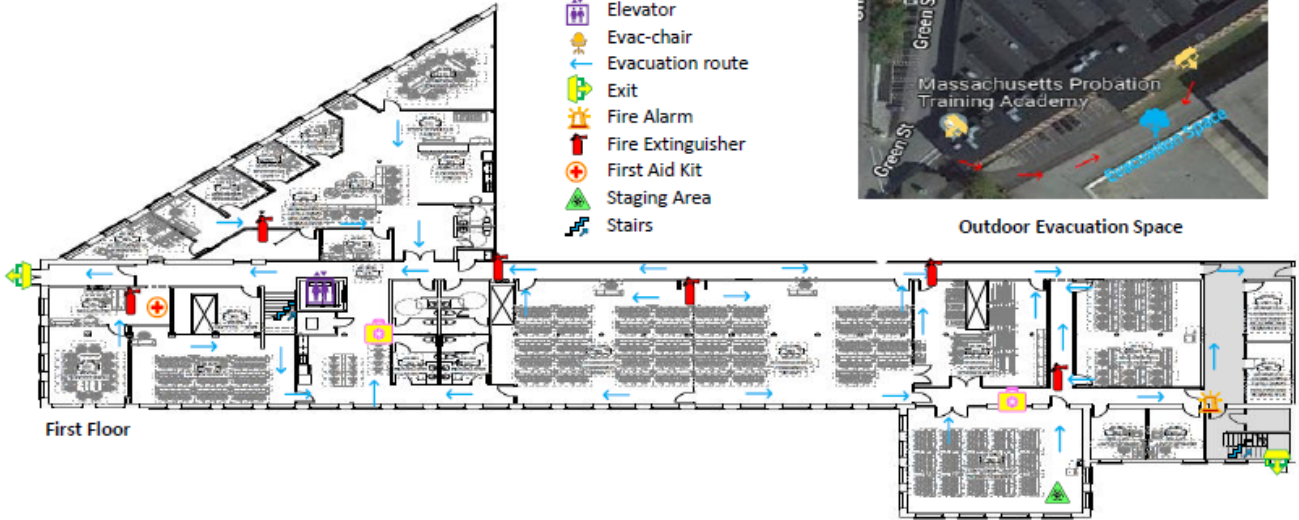 Elevator
Evac-chair
Evacuation route
Exit
Fire Alarm
Fire Extinguisher
First Aid Kit
Staging Area
Stairs
Green St
Massachusetts Probation
Training Academy
Green St
Evacuation Space
Outdoor Evacuation Space
First Floor